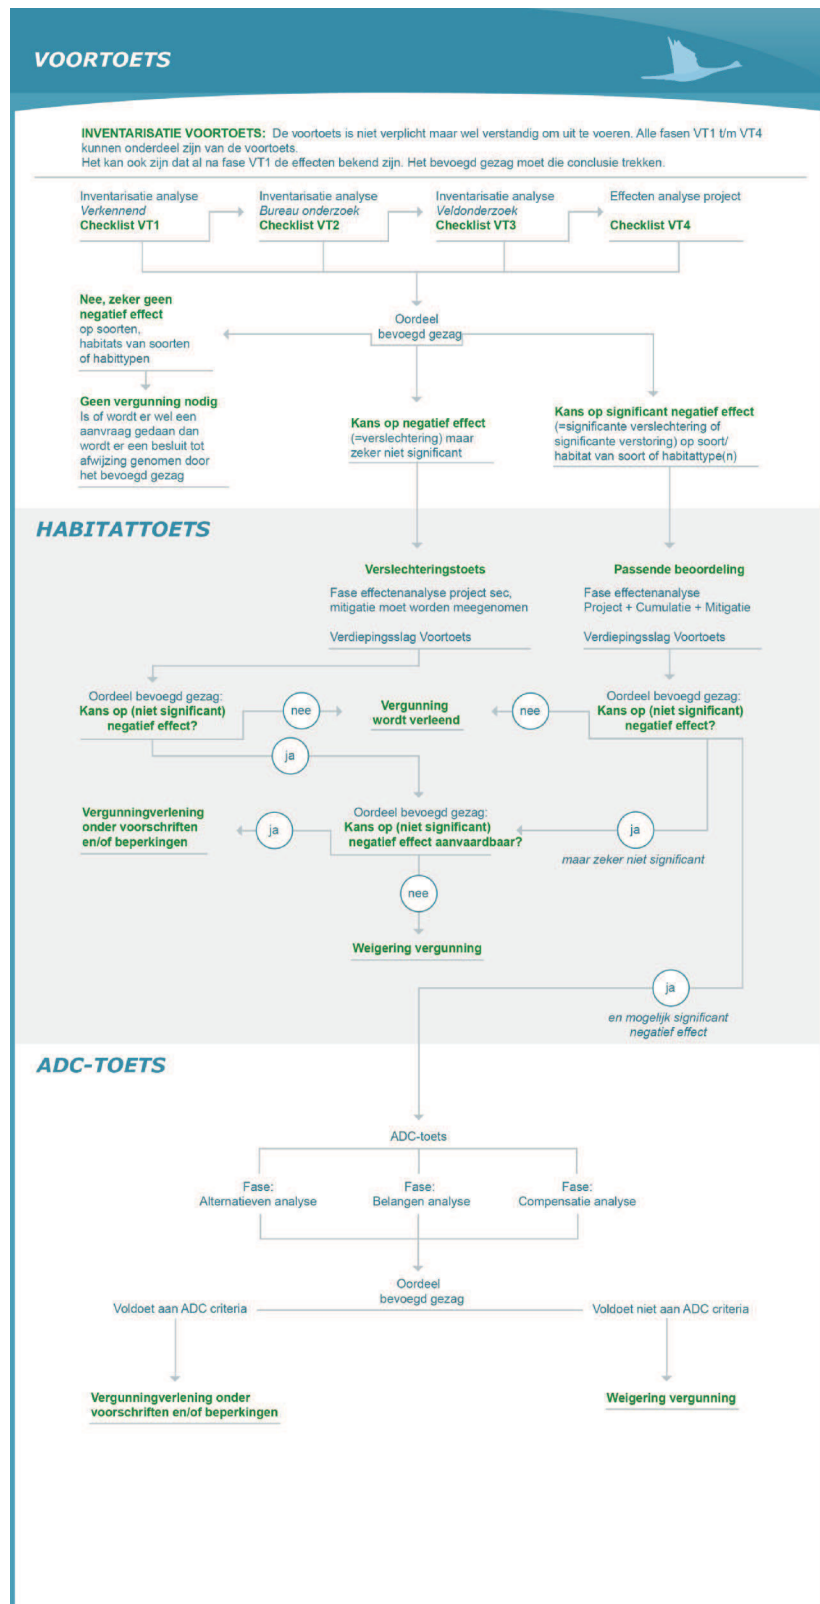 VOORTOETS
INVENTARISATIE VOORTOETS: De voortoets is niet verplicht maar wel verstandig om uit te voeren. Alle fasen VT1 t/m VT4
kunnen onderdeel zijn van de voortoets.
Het kan ook zijn dat al na fase VT1 de effecten bekend zijn. Het bevoegd gezag moet die conclusie trekken.
Inventarisatie analyse
Verkennend
Checklist VT1
Inventarisatie analyse
Bureau onderzoek
Checklist VT2
Inventarisatie analyse
Veldonderzoek
Checklist VT3
Effecten analyse project
Checklist VT4
Oordeel
bevoegd gezag
Nee, zeker geen
negatief effect
op soorten,
habitats van soorten
of habittypen
Geen vergunning nodig
Is of wordt er wel een
aanvraag gedaan dan
wordt er een besluit tot
afwijzing genomen door
het bevoegd gezag
Kans op negatief effect
(=verslechtering) maar
zeker niet significant
Kans op significant negatief effect
(=significante verslechtering of
significante verstoring) op soort/
habitat van soort of habitattype(n)
HABITATTOETS
Verslechteringstoets
Fase effectenanalyse project sec,
mitigatie moet worden meegenomen
Verdiepingsslag Voortoets
Passende beoordeling
Fase effectenanalyse
Project + Cumulatie + Mitigatie
Verdiepingsslag Voortoets
Oordeel bevoegd gezag:
Kans op (niet significant)
negatief effect?
nee
Vergunning
wordt verleend
nee
Oordeel bevoegd gezag:
Kans op (niet significant)
negatief effect?
ja
Vergunningverlening
onder voorschriften
en/of beperkingen
ja
Oordeel bevoegd gezag:
Kans op (niet significant)
negatief effect aanvaardbaar?
ja
maar zeker niet significant
nee
Weigering vergunning
ja
en mogelijk significant
negatief effect
ADC-TOETS
ADC-toets
Fase:
Alternatieven analyse
Fase:
Belangen analyse
Fase:
Compensatie analyse
Oordeel
bevoegd gezag
Voldoet aan ADC criteria
Voldoet niet aan ADC criteria
Vergunningverlening onder
voorschriften en/of beperkingen
Weigering vergunning